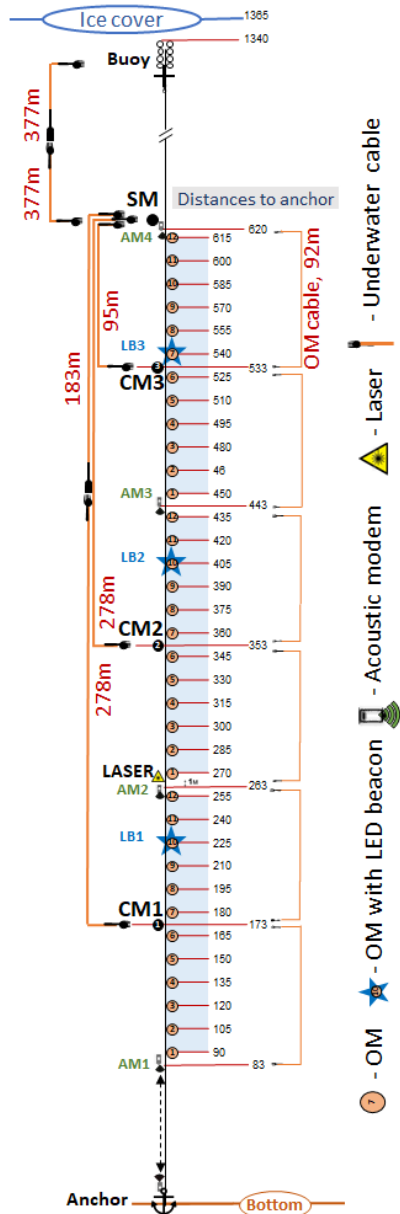 Ice cover
1365
1340
Buoy
377m
377m
SM
Distances to anchor
620
AM4
12 615
11 600
10 585
9 570
8 555
LB3
7 540
95m
OM cable, 92m
CM3
3
533
6 525
5 510
4 495
3 480
2 46
1 450
183m
AM3
443
12 435
11 420
LB2
10 405
9 390
8 375
7 360
278m
CM2
2
353
6 345
5 330
4 315
3 300
2 285
278m
LASER
1 270
AM2
263
12 255
11 240
LB1
10 225
9 210
8 195
7 180
CM1
1
173
6 165
5 150
4 135
3 120
2 105
1 90
AM1
83
Anchor
Bottom
7 - OM
10 - OM with LED beacon
- Acoustic modem
- Laser
- Underwater cable